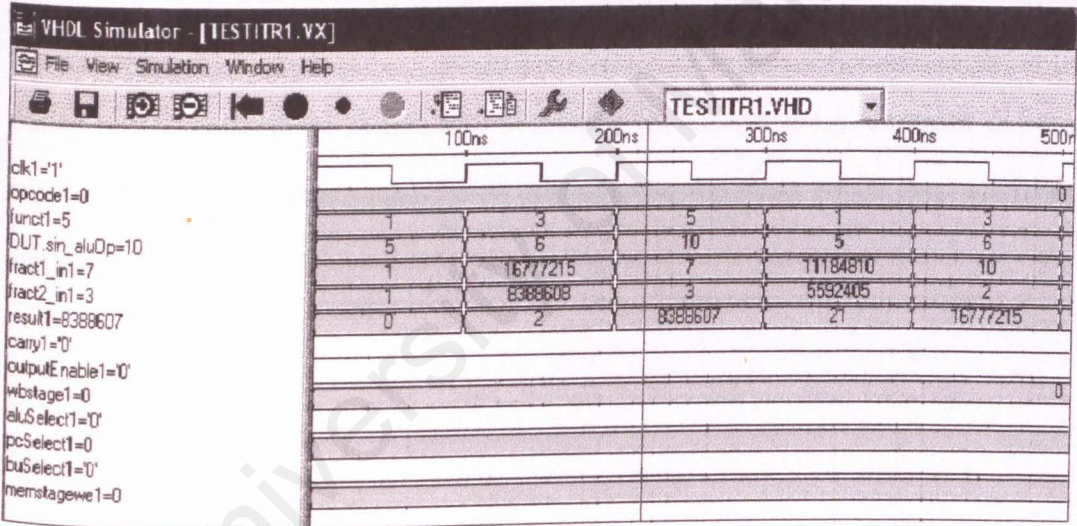 VHDL Simulator - [TESTITR1.VX]
File View Simulation Window Help
TESTITR1.VHD
100ns 200ns 300ns 400ns 500n
clk1='1'
opcode1=0 0
funct1=5 1 3 5 1 3
DUT.sin_aluOp=10 5 6 10 5 6
fract1_in1=7 1 16777215 7 11184810 10
fract2_in1=3 1 8388608 3 5592405 2
result1=8388607 0 2 8388607 21 16777215
carry1='0'
outputEnable1='0'
wbstage1=0 0
aluSelect1='0'
pcSelect1=0
buSelect1='0'
memstagewe1=0